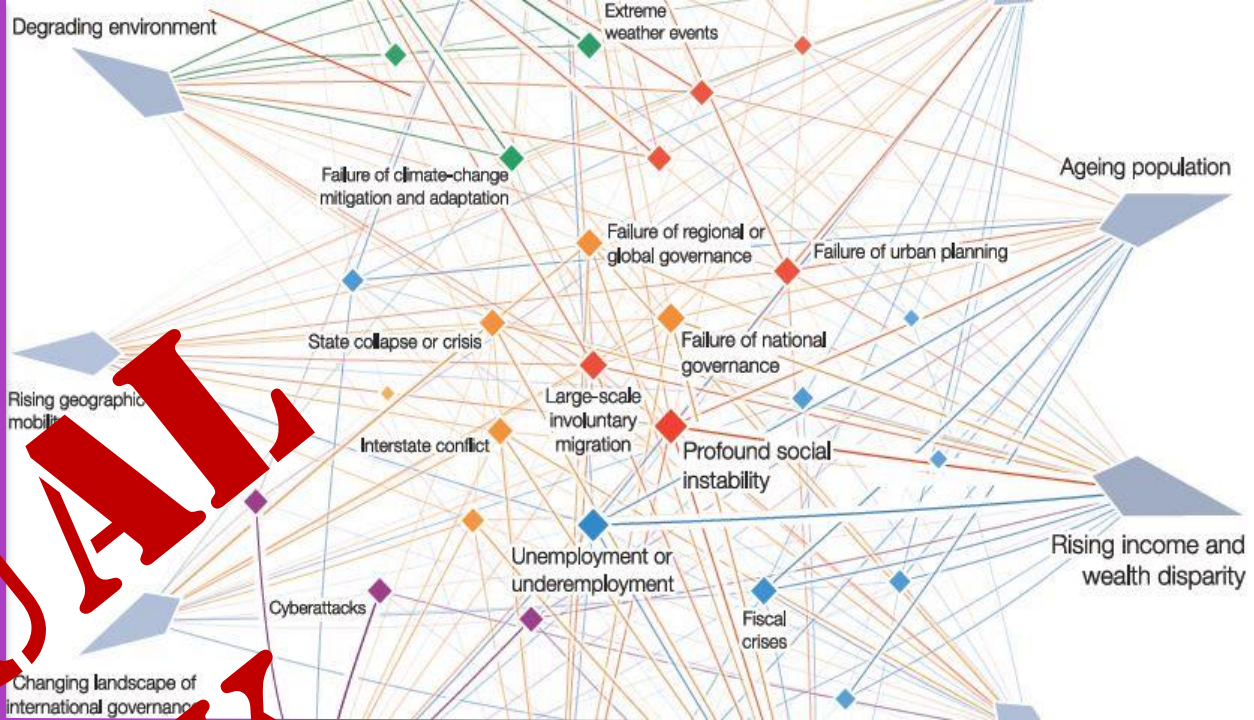 Degrading environment
Extreme
weather events
Failure of climate-change
mitigation and adaptation
Ageing population
Failure of regional or
global governance
Failure of urban planning
State collapse or crisis
Failure of national
governance
Rising geographic
Large-scale
involuntary
migration
Interstate conflict
Profound social
instability
Unemployment or
underemployment
Rising income and
wealth disparity
Cyberattacks
Fiscal
crises
Changing landscape of
international governance